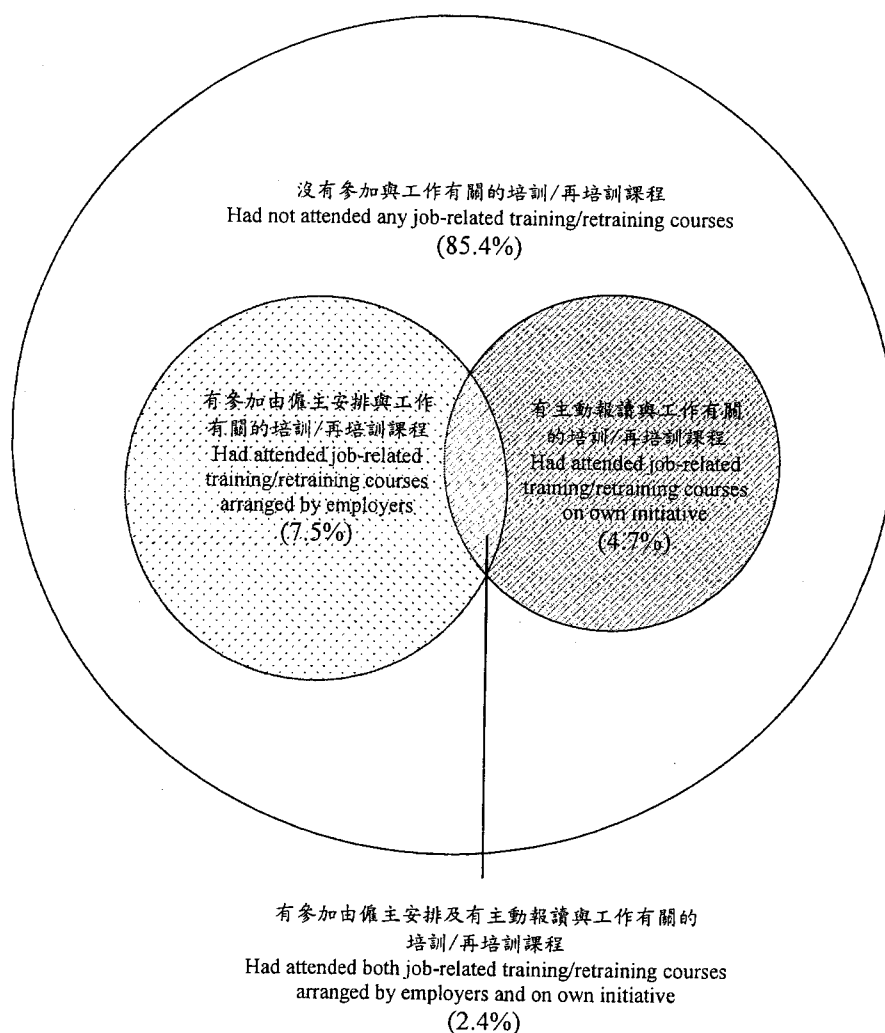 沒有參加與工作有關的培訓/再培訓課程
Had not attended any job-related training/retraining courses
(85.4%)
有參加由僱主安排與工作
有關的培訓/再培訓課程
Had attended job-related
training/retraining courses
arranged by employers
(7.5%)
有主動報讀與工作有關
的培訓/再培訓課程
Had attended job-related
training/retraining courses
on own initiative
(4.7%)
有參加由僱主安排及有主動報讀與工作有關的
培訓/再培訓課程
Had attended both job-related training/retraining courses
arranged by employers and on own initiative
(2.4%)